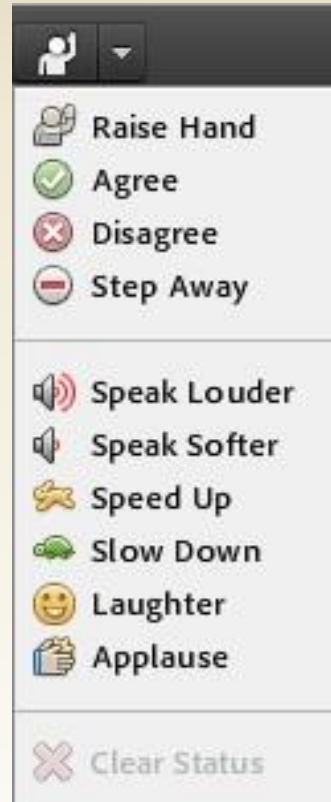 Raise Hand
Agree
Disagree
Step Away
Speak Louder
Speak Softer
Speed Up
Slow Down
Laughter
Applause
Clear Status